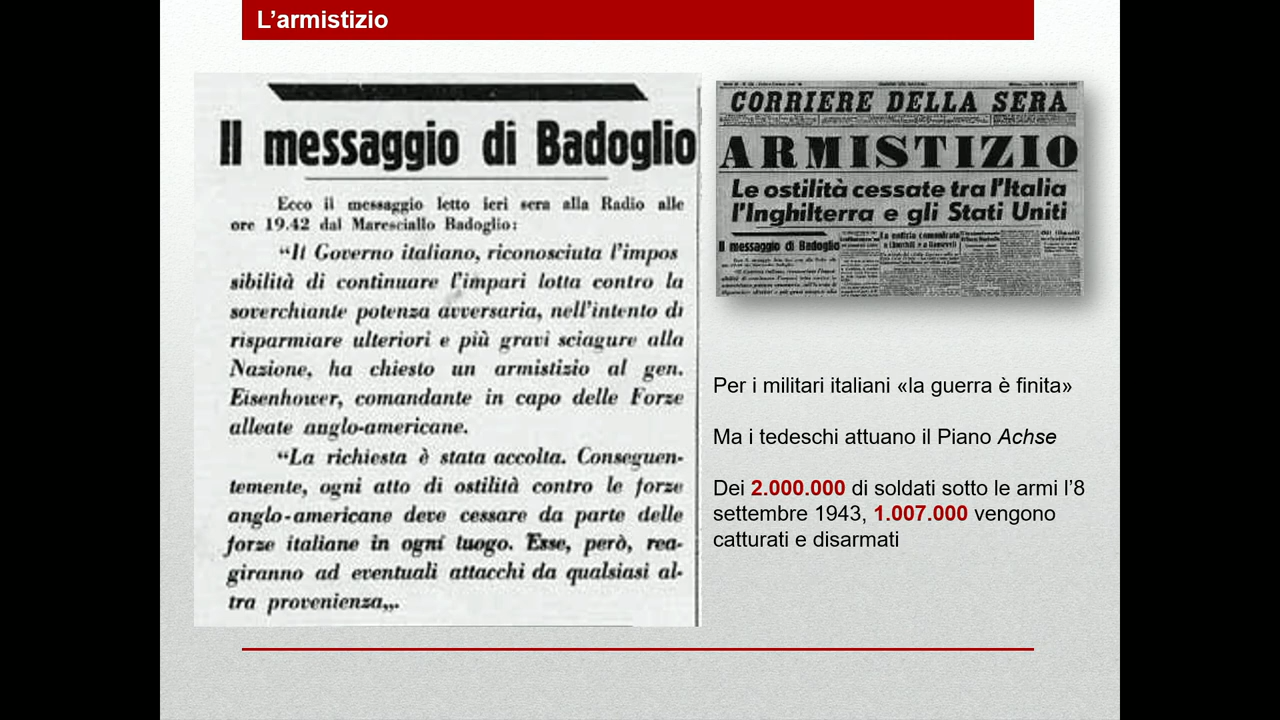 L'armistizio
Il messaggio di Badoglio
Ecco il messaggio letto ieri sera alla Radio alle
ore 19.42 dal Maresciallo Badoglio:
“Il Governo italiano, riconosciuta l'impos
sibilità di continuare l'impari lotta contro la
soverchiante potenza avversaria, nell'intento di
risparmiare ulteriori e più gravi sciagure alla
Nazione, ha chiesto un armistizio al gen.
Eisenhower, comandante in capo delle Forze
alleate anglo-americane.
“La richiesta è stata accolta. Conseguen-
temente, ogni atto di ostilità contro le forze
anglo-americane deve cessare da parte delle
forze italiane in ogni luogo. Esse, però, rea-
giranno ad eventuali attacchi da qualsiasi al-
tra provenienza„.
CORRIERE DELLA SERA
ARMISTIZIO
Le ostilità cessate tra l'Italia
l'Inghilterra e gli Stati Uniti
Il messaggio di Badoglio
La notizia comunicata
a Churchill e a Roosevelt
Per i militari italiani «la guerra è finita»
Ma i tedeschi attuano il Piano Achse
Dei 2.000.000 di soldati sotto le armi l'8
settembre 1943, 1.007.000 vengono
catturati e disarmati